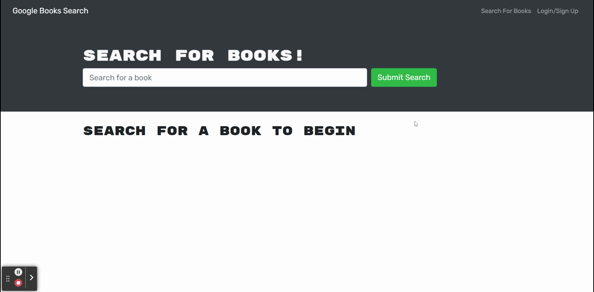 Google Books Search
Search For Books Login/Sign Up
SEARCH FOR BOOKS!
Search for a book
Submit Search
SEARCH FOR A BOOK TO BEGIN